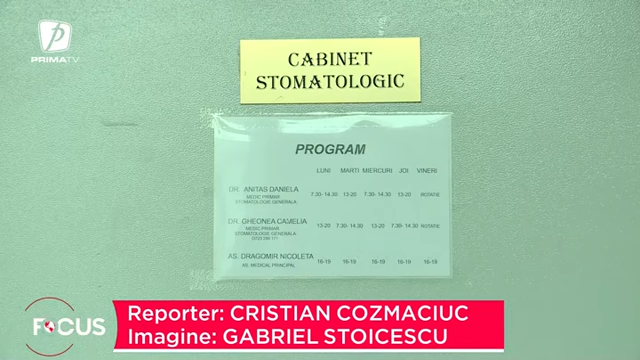 PRIMATV
CABINET
STOMATOLOGIC
PROGRAM
LUNI MARTI MIERCURI JOI VINERI
DR. ANITAS DANIELA 7.30- 14.30 13-20 7.30- 14.30 13-20 ROTATIE
MEDIC PRIMAR
STOMATOLOGIE GENERALA
DR. GHEONEA CAMELIA 13-20 7.30- 14.30 13-20 7.30- 14.30 ROTATIE
MEDIC PRIMAR
STOMATOLOGIE GENERALA
AS. DRAGOMIR NICOLETA 16-19 16-19 16-19 16-19 16-19
AS. MEDICAL PRINCIPAL
FOCUS
Reporter: CRISTIAN COZMACIUC
Imagine: GABRIEL STOICESCU